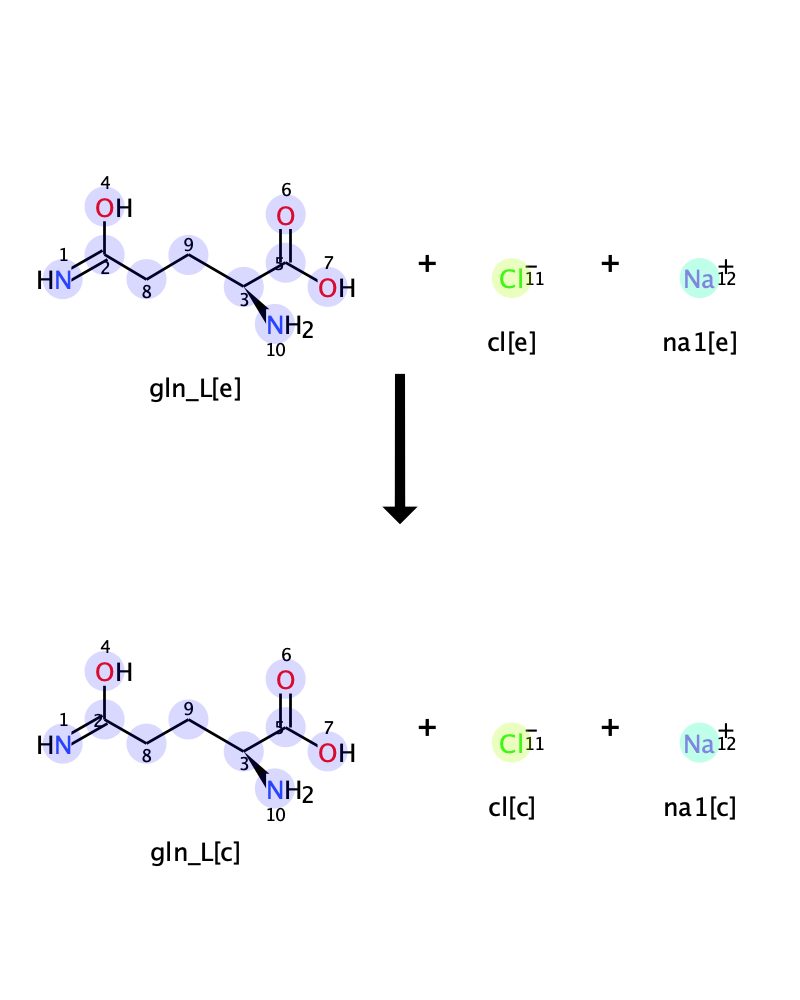 4
OH
6
O
1
HN
2
9
8
5
7
OH
3
NH2
10
+
Cl
−
11
+
Na
+
12
gln_L[e]
cl[e]
na1[e]
4
OH
6
O
1
HN
2
9
8
5
7
OH
3
NH2
10
+
Cl
−
11
+
Na
+
12
gln_L[c]
cl[c]
na1[c]